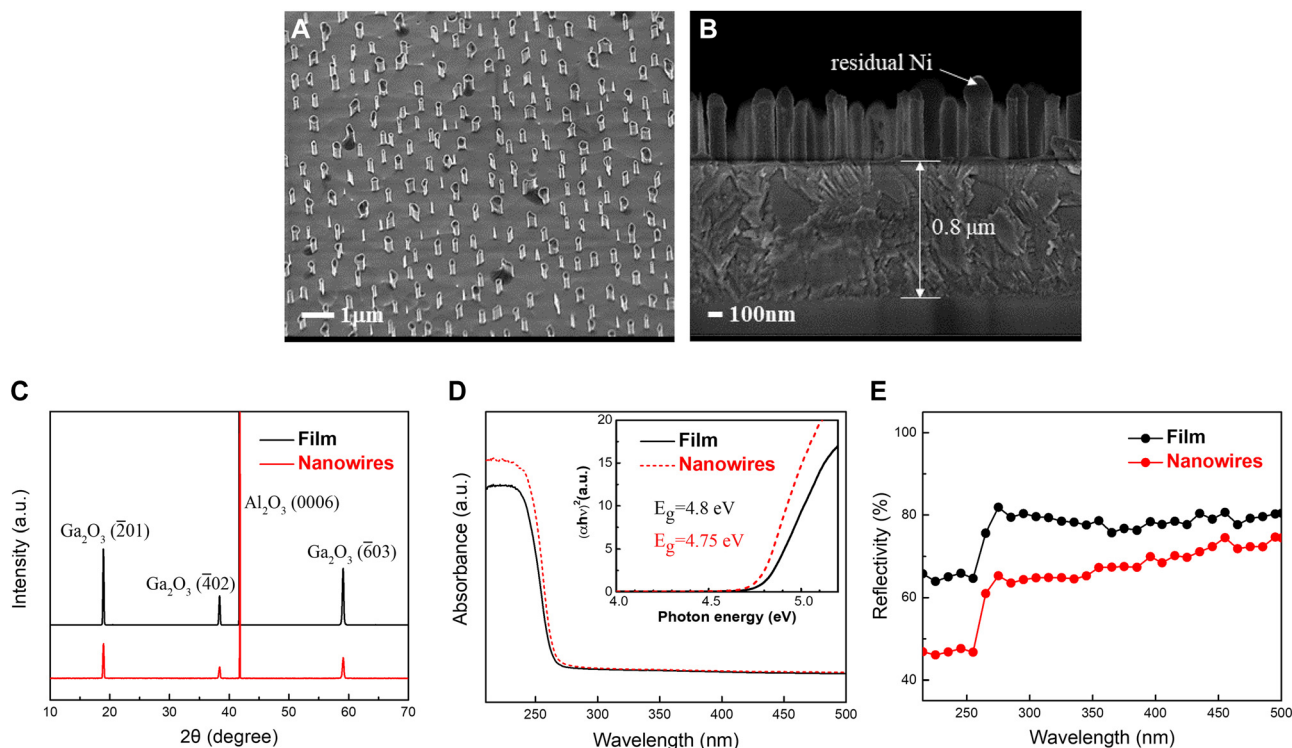 A
1μm
B
residual Ni
0.8 μm
100nm
C
Film
Nanowires
Al₂O₃ (0006)
Ga₂O₃ (2̅01)
Ga₂O₃ (4̅02)
Ga₂O₃ (6̅03)
Intensity (a.u.)
10 20 30 40 50 60 70
2θ (degree)
D
Film
Nanowires
E_g=4.8 eV
E_g=4.75 eV
(αhν)²(a.u.)
20
15
10
5
0
4.0 4.5 5.0
Photon energy (eV)
Absorbance (a.u.)
250 300 350 400 450 500
Wavelength (nm)
E
Film
Nanowires
Reflectivity (%)
100
80
60
40
250 300 350 400 450 500
Wavelength (nm)